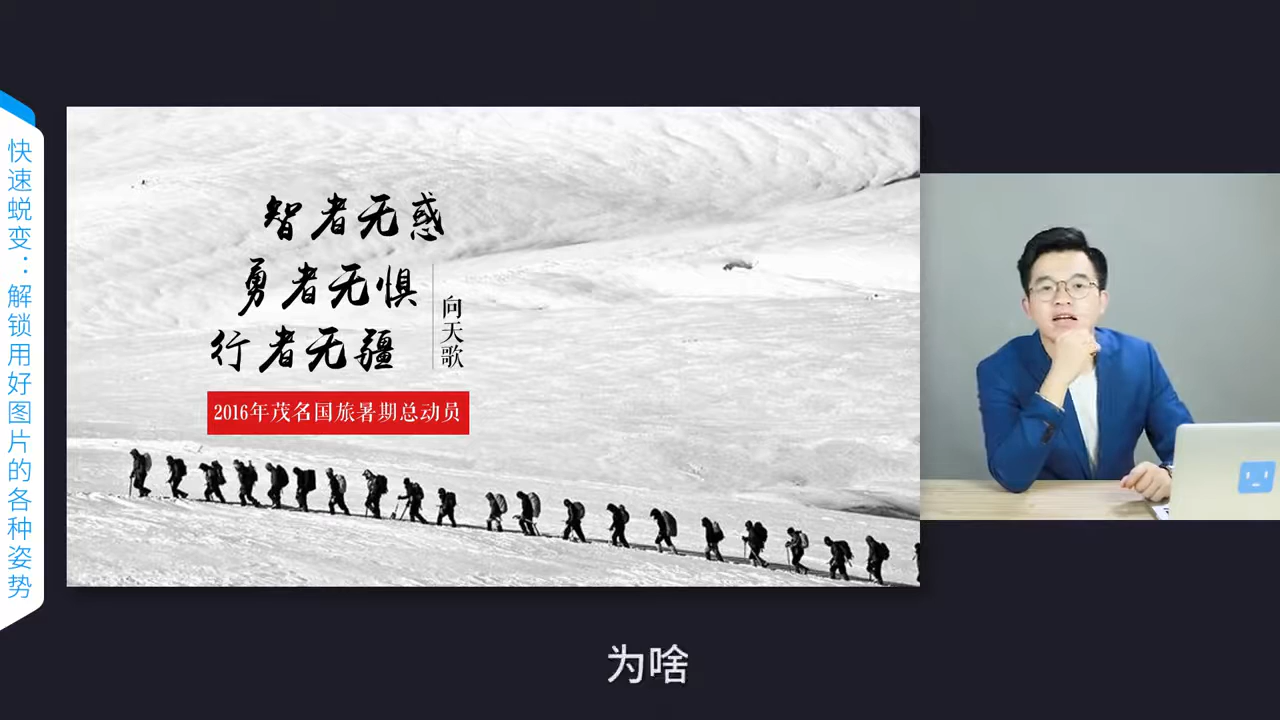 快速蜕变：解锁用好图片的各种姿势
智者无惑
勇者无惧
行者无疆
向天歌
2016年茂名国旅暑期总动员
为啥